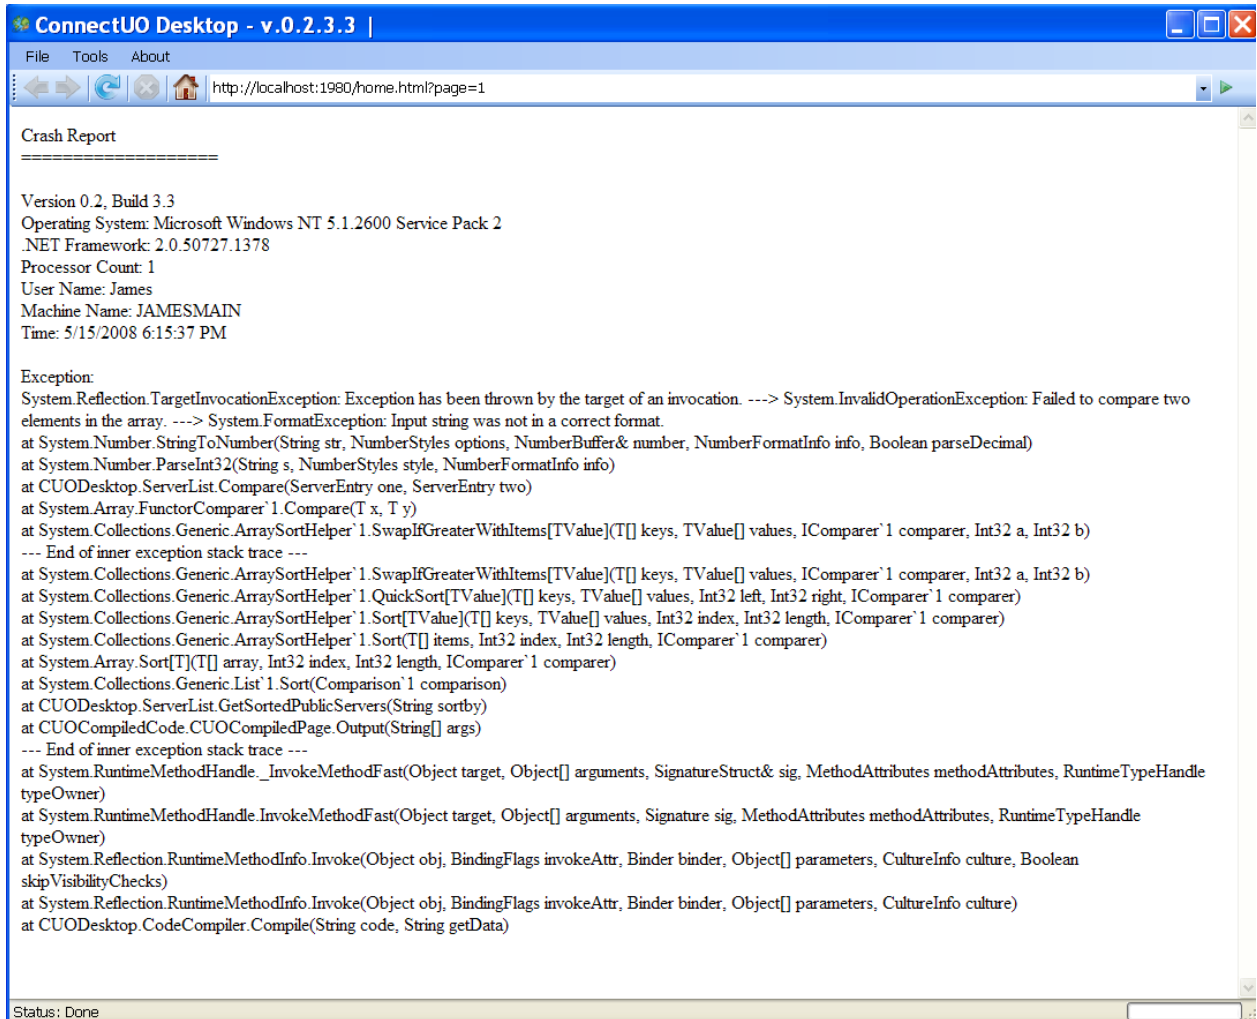 ConnectUO Desktop - v.0.2.3.3 |
File Tools About
http://localhost:1980/home.html?page=1
Crash Report
====================
Version 0.2, Build 3.3
Operating System: Microsoft Windows NT 5.1.2600 Service Pack 2
.NET Framework: 2.0.50727.1378
Processor Count: 1
User Name: James
Machine Name: JAMESMAIN
Time: 5/15/2008 6:15:37 PM
Exception:
System.Reflection.TargetInvocationException: Exception has been thrown by the target of an invocation. ---> System.InvalidOperationException: Failed to compare two
elements in the array. ---> System.FormatException: Input string was not in a correct format.
at System.Number.StringToNumber(String str, NumberStyles options, NumberBuffer& number, NumberFormatInfo info, Boolean parseDecimal)
at System.Number.ParseInt32(String s, NumberStyles style, NumberFormatInfo info)
at CUODesktop.ServerList.Compare(ServerEntry one, ServerEntry two)
at System.Array.FunctorComparer`1.Compare(T x, T y)
at System.Collections.Generic.ArraySortHelper`1.SwapIfGreaterWithItems[TValue](T[] keys, TValue[] values, IComparer`1 comparer, Int32 a, Int32 b)
--- End of inner exception stack trace ---
at System.Collections.Generic.ArraySortHelper`1.SwapIfGreaterWithItems[TValue](T[] keys, TValue[] values, IComparer`1 comparer, Int32 a, Int32 b)
at System.Collections.Generic.ArraySortHelper`1.QuickSort[TValue](T[] keys, TValue[] values, Int32 left, Int32 right, IComparer`1 comparer)
at System.Collections.Generic.ArraySortHelper`1.Sort[TValue](T[] keys, TValue[] values, Int32 index, Int32 length, IComparer`1 comparer)
at System.Collections.Generic.ArraySortHelper`1.Sort(T[] items, Int32 index, Int32 length, IComparer`1 comparer)
at System.Array.Sort[T](T[] array, Int32 index, Int32 length, IComparer`1 comparer)
at System.Collections.Generic.List`1.Sort(Comparison`1 comparison)
at CUODesktop.ServerList.GetSortedPublicServers(String sortby)
at CUOCompiledCode.CUOCompiledPage.Output(String[] args)
--- End of inner exception stack trace ---
at System.RuntimeMethodHandle._InvokeMethodFast(Object target, Object[] arguments, SignatureStruct& sig, MethodAttributes methodAttributes, RuntimeTypeHandle
typeOwner)
at System.RuntimeMethodHandle.InvokeMethodFast(Object target, Object[] arguments, Signature sig, MethodAttributes methodAttributes, RuntimeTypeHandle
typeOwner)
at System.Reflection.RuntimeMethodInfo.Invoke(Object obj, BindingFlags invokeAttr, Binder binder, Object[] parameters, CultureInfo culture, Boolean
skipVisibilityChecks)
at System.Reflection.RuntimeMethodInfo.Invoke(Object obj, BindingFlags invokeAttr, Binder binder, Object[] parameters, CultureInfo culture)
at CUODesktop.CodeCompiler.Compile(String code, String getData)
Status: Done